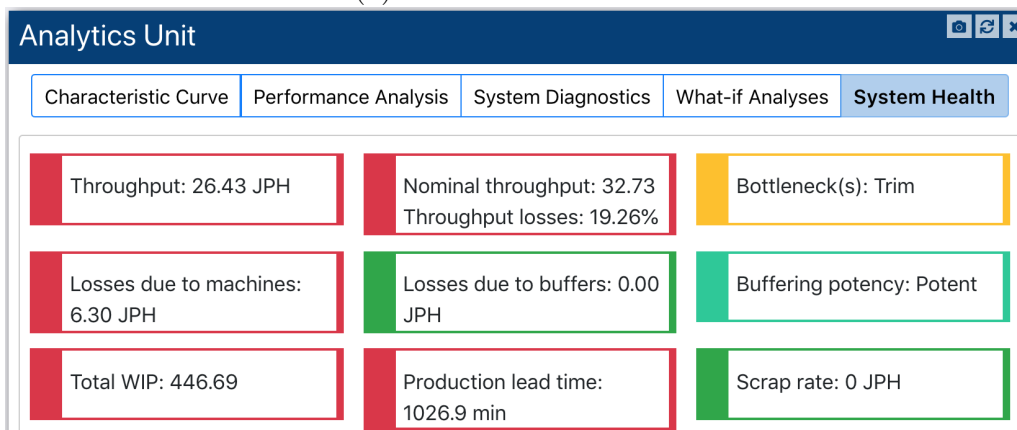 Analytics Unit
Characteristic Curve Performance Analysis System Diagnostics What-if Analyses System Health
Throughput: 26.43 JPH
Nominal throughput: 32.73
Throughput losses: 19.26%
Bottleneck(s): Trim
Losses due to machines:
6.30 JPH
Losses due to buffers: 0.00
JPH
Buffering potency: Potent
Total WIP: 446.69
Production lead time:
1026.9 min
Scrap rate: 0 JPH